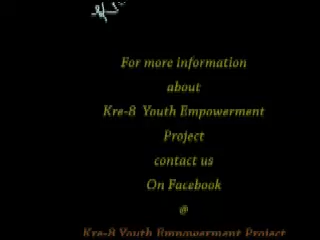 For more information
about
Kre-8 Youth Empowerment
Project
contact us
On Facebook
@
Kre-8 Youth Empowerment Project